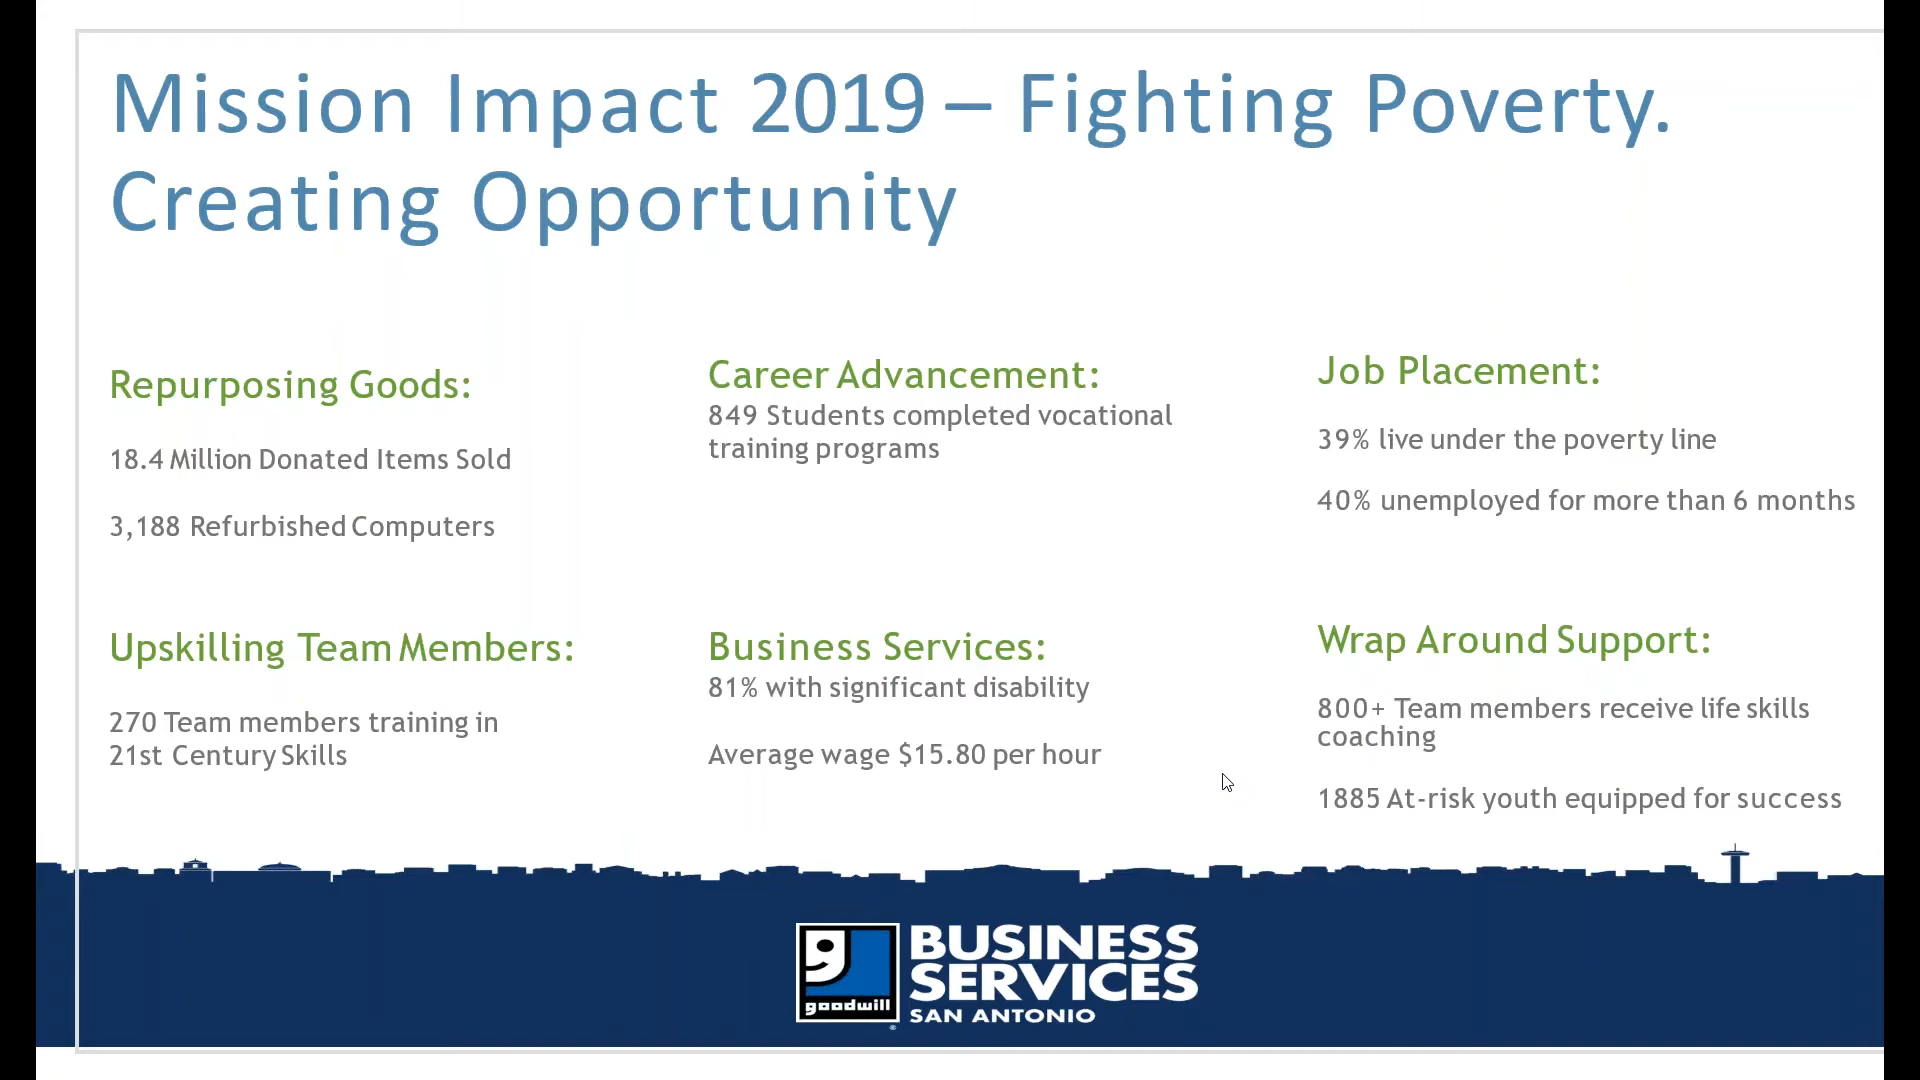 Mission Impact 2019 – Fighting Poverty.
Creating Opportunity
Repurposing Goods:
18.4 Million Donated Items Sold
3,188 Refurbished Computers
Career Advancement:
849 Students completed vocational
training programs
Job Placement:
39% live under the poverty line
40% unemployed for more than 6 months
Upskilling Team Members:
270 Team members training in
21st Century Skills
Business Services:
81% with significant disability
Average wage $15.80 per hour
Wrap Around Support:
800+ Team members receive life skills
coaching
1885 At-risk youth equipped for success
goodwill
®
BUSINESS
SERVICES
SAN ANTONIO